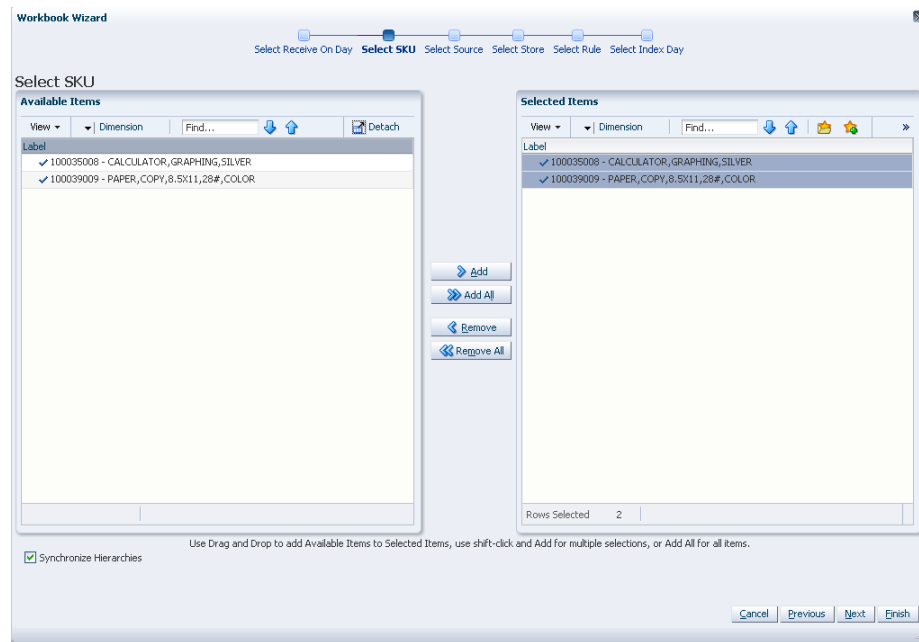 Workbook Wizard
Select Receive On Day Select SKU Select Source Select Store Select Rule Select Index Day
Select SKU
Available Items
View Dimension Find... Detach
Label
100035008 - CALCULATOR,GRAPHING,SILVER
100039009 - PAPER,COPY,8.5X11,28#,COLOR
Add
Add All
Remove
Remove All
Selected Items
View Dimension Find... »
Label
100035008 - CALCULATOR,GRAPHING,SILVER
100039009 - PAPER,COPY,8.5X11,28#,COLOR
Rows Selected 2
Use Drag and Drop to add Available Items to Selected Items, use shift-click and Add for multiple selections, or Add All for all items.
Synchronize Hierarchies
Cancel Previous Next Finish